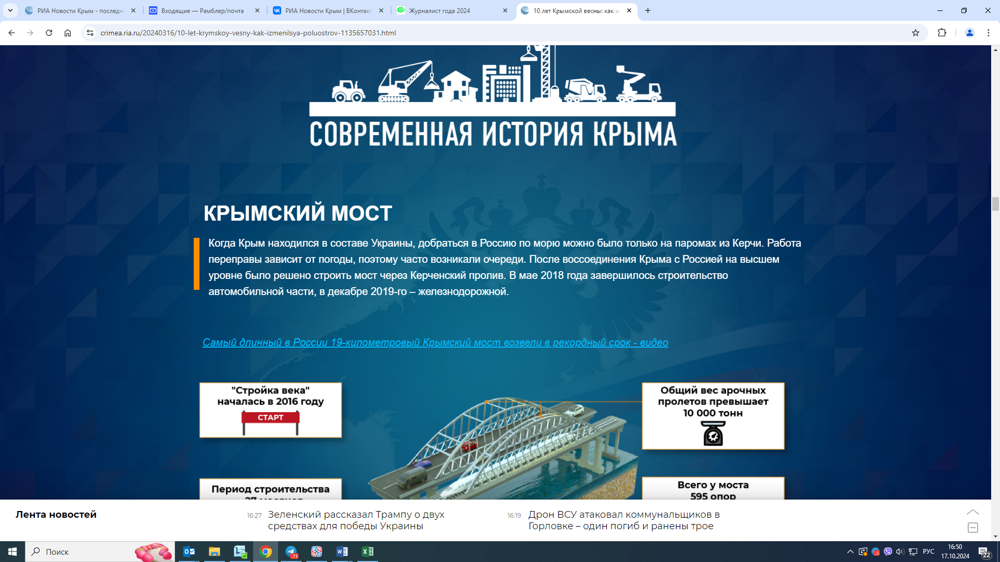 РИА Новости Крым - последн
Входящие — Рамблер/почта
РИА Новости Крым | ВКонтакт
Журналист года 2024
10 лет Крымской весны: как из
crimea.ria.ru/20240316/10-let-krymskoy-vesny-kak-izmenilsya-poluostrov-1135657031.html
СОВРЕМЕННАЯ ИСТОРИЯ КРЫМА
КРЫМСКИЙ МОСТ
Когда Крым находился в составе Украины, добраться в Россию по морю можно было только на паромах из Керчи. Работа
переправы зависит от погоды, поэтому часто возникали очереди. После воссоединения Крыма с Россией на высшем
уровне было решено строить мост через Керченский пролив. В мае 2018 года завершилось строительство
автомобильной части, в декабре 2019-го – железнодорожной.
Самый длинный в России 19-километровый Крымский мост возвели в рекордный срок - видео
"Стройка века"
началась в 2016 году
СТАРТ
Общий вес арочных
пролетов превышает
10 000 тонн
Период строительства
27 месяцев
Всего у моста
595 опор
Лента новостей
16:27 Зеленский рассказал Трампу о двух
средствах для победы Украины
16:19 Дрон ВСУ атаковал коммунальщиков в
Горловке – один погиб и ранены трое
Поиск
.75
РУС
16:50
17.10.2024
22